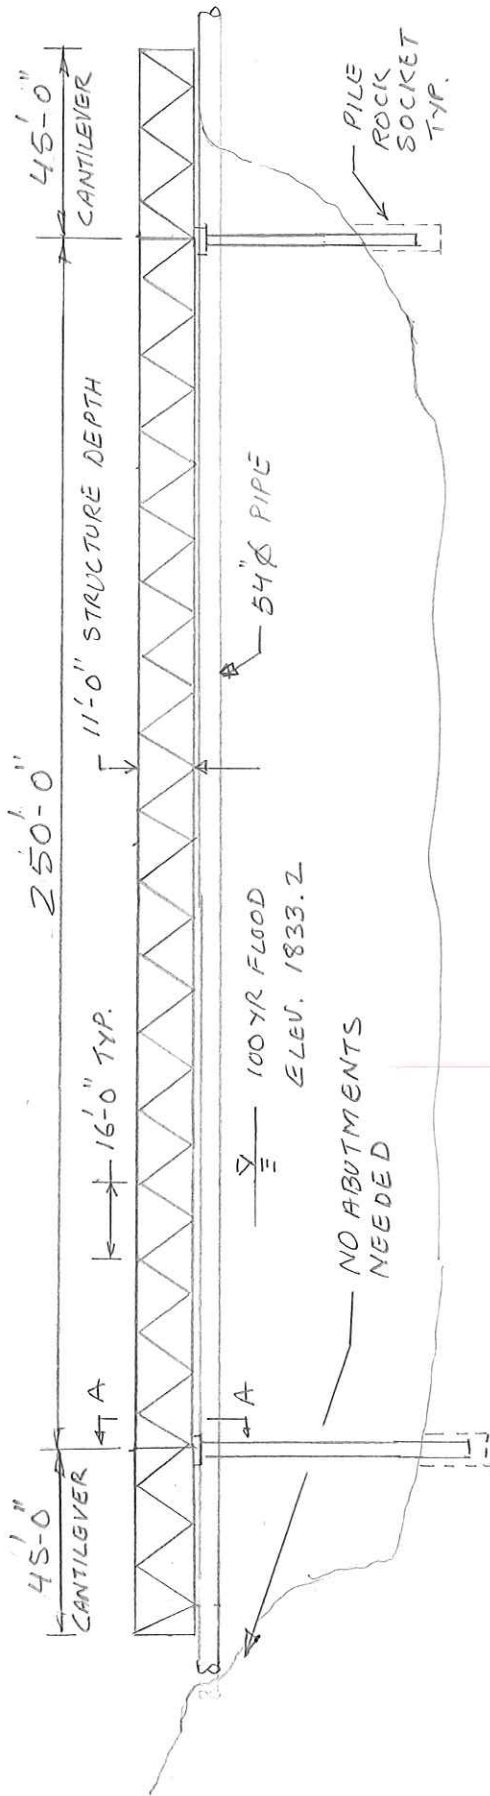 45'-0"
CANTILEVER
250'-0"
45'-0"
CANTILEVER
A
16'-0" TYP.
11'-0" STRUCTURE DEPTH
A
100 YR FLOOD
ELEV. 1833.2
54"Ø PIPE
NO ABUTMENTS
NEEDED
PILE
ROCK
SOCKET
TYP.